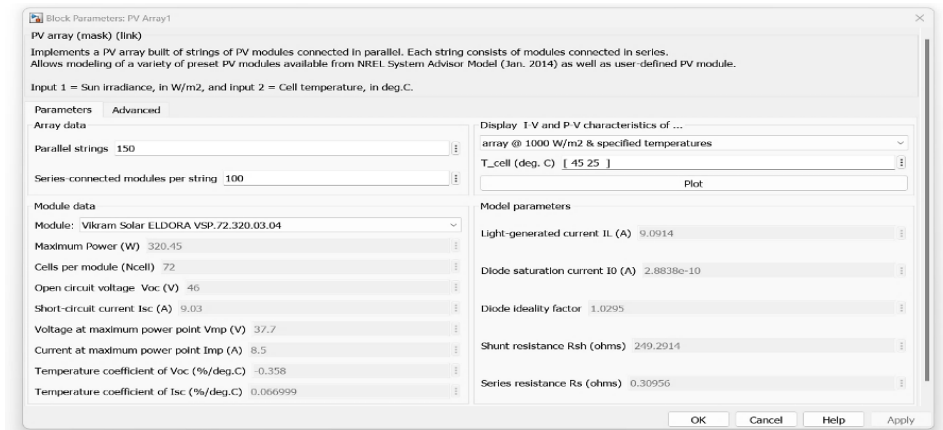 Block Parameters: PV Array1
PV array (mask) (link)
Implements a PV array built of strings of PV modules connected in parallel. Each string consists of modules connected in series.
Allows modeling of a variety of preset PV modules available from NREL System Advisor Model (Jan. 2014) as well as user-defined PV module.
Input 1 = Sun irradiance, in W/m2, and input 2 = Cell temperature, in deg.C.
Parameters Advanced
Array data
Parallel strings 150
Series-connected modules per string 100
Display I-V and P-V characteristics of ...
array @ 1000 W/m2 & specified temperatures
T_cell (deg. C) [ 45 25 ]
Plot
Module data
Module: Vikram Solar ELDORA VSP.72.320.03.04
Maximum Power (W) 320.45
Cells per module (Ncell) 72
Open circuit voltage Voc (V) 46
Short-circuit current Isc (A) 9.03
Voltage at maximum power point Vmp (V) 37.7
Current at maximum power point Imp (A) 8.5
Temperature coefficient of Voc (%/deg.C) -0.358
Temperature coefficient of Isc (%/deg.C) 0.066999
Model parameters
Light-generated current IL (A) 9.0914
Diode saturation current I0 (A) 2.8838e-10
Diode ideality factor 1.0295
Shunt resistance Rsh (ohms) 249.2914
Series resistance Rs (ohms) 0.30956
OK Cancel Help Apply